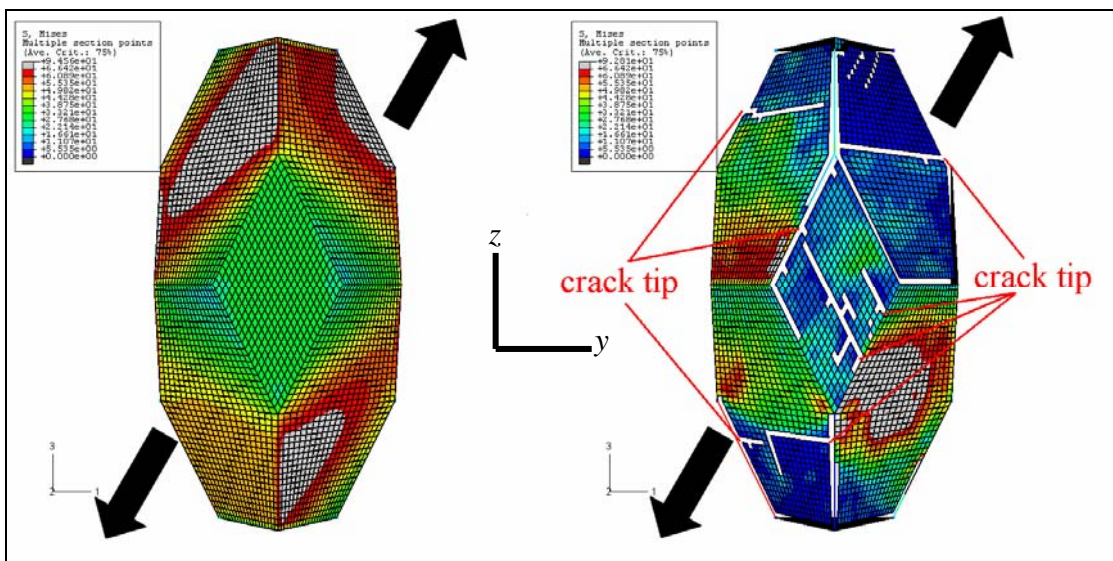 S, Mises
Multiple section points
(Ave. Crit.: 75%)
+9.456e+01
+6.642e+01
+6.089e+01
+5.535e+01
+4.982e+01
+4.428e+01
+3.875e+01
+3.321e+01
+2.768e+01
+2.214e+01
+1.661e+01
+1.107e+01
+5.535e+00
+0.000e+00
3
2
1
z
y
S, Mises
Multiple section points
(Ave. Crit.: 75%)
+9.281e+01
+6.642e+01
+6.089e+01
+5.535e+01
+4.982e+01
+4.428e+01
+3.875e+01
+3.321e+01
+2.768e+01
+2.214e+01
+1.661e+01
+1.107e+01
+5.535e+00
+0.000e+00
crack tip
crack tip
3
2
1